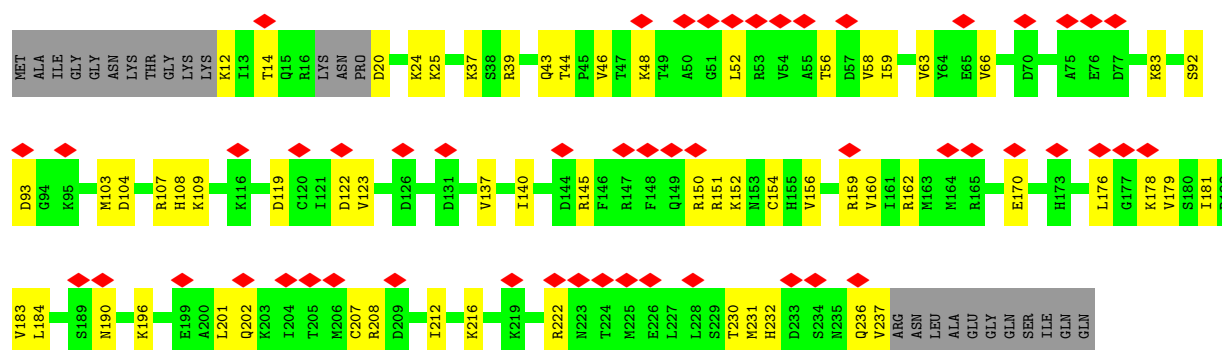 MET ALA ILE GLY GLY ASN LYS THR GLY LYS LYS K12 I13 T14 Q15 R16 LYS ASN PRO D20 K24 K25 K37 S38 R39 Q43 T44 P45 V46 T47 K48 T49 A50 G51 L52 R53 V54 A55 T56 D57 V58 I59 V63 Y64 E65 V66 D70 A75 E76 D77 K83 S92
D93 G94 K95 M103 D104 R107 H108 K109 K116 D119 C120 I121 D122 V123 D126 D131 V137 I140 D144 R145 F146 R147 F148 Q149 R150 R151 K152 N153 C154 H155 V156 R159 V160 I161 R162 M163 M164 R165 E170 H173 L176 G177 K178 V179 S180 I181
V183 L184 S189 N190 K196 E199 A200 L201 Q202 K203 I204 T205 M206 C207 R208 D209 I212 K216 K219 R222 N223 T224 M225 E226 L227 L228 S229 T230 M231 H232 D233 S234 N235 Q236 V237 ARG ASN LEU ALA GLU GLY GLN SER ILE GLN GLN